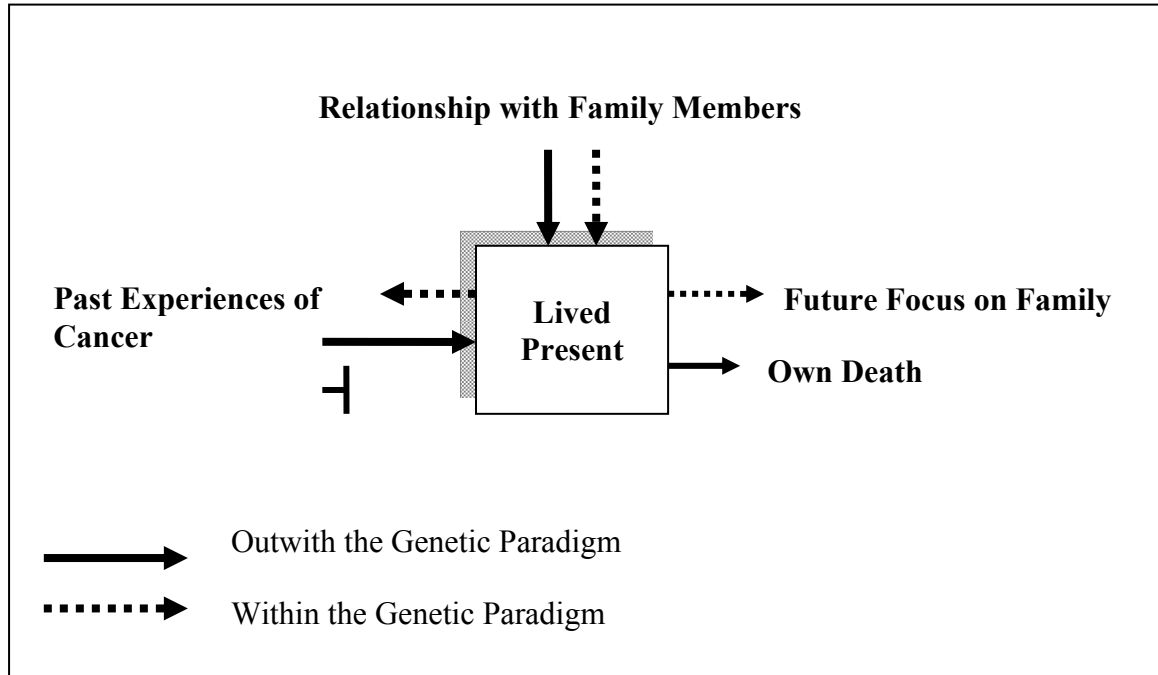 Relationship with Family Members
Past Experiences of
Cancer
Lived
Present
Future Focus on Family
Own Death
Outwith the Genetic Paradigm
Within the Genetic Paradigm